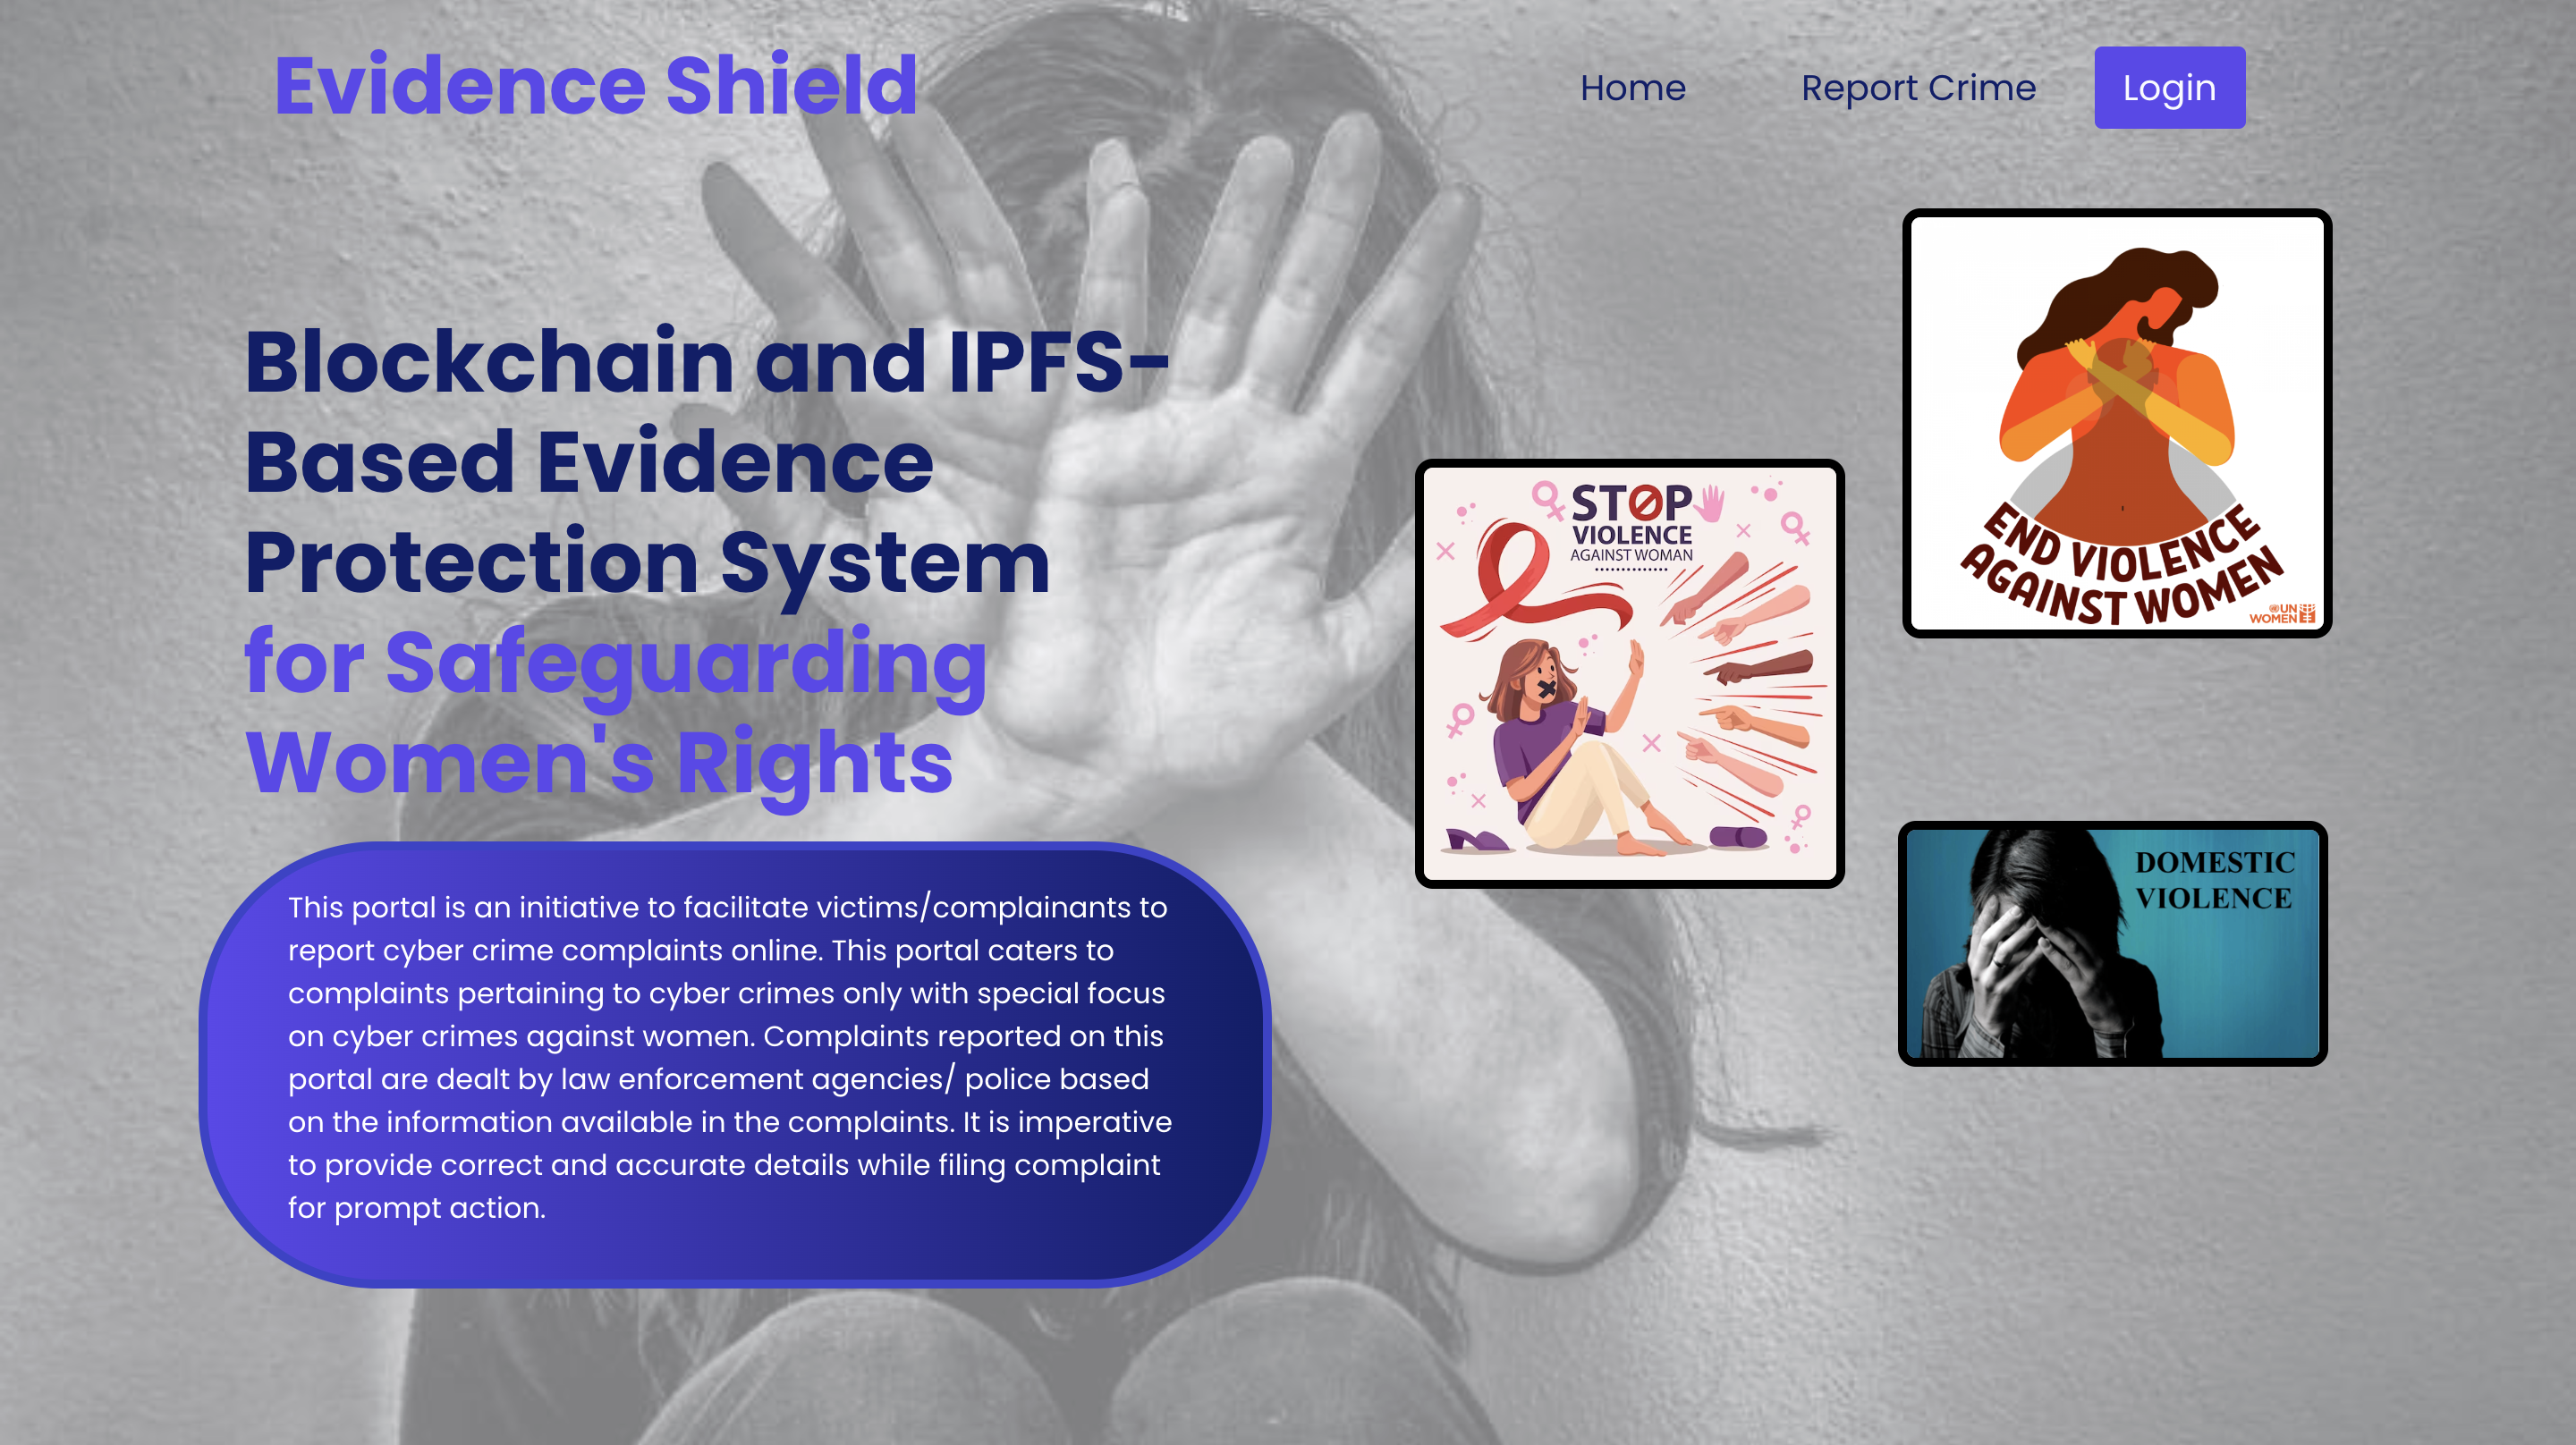 Evidence Shield
Home
Report Crime
Login
Blockchain and IPFS-
Based Evidence
Protection System
for Safeguarding
Women's Rights
This portal is an initiative to facilitate victims/complainants to
report cyber crime complaints online. This portal caters to
complaints pertaining to cyber crimes only with special focus
on cyber crimes against women. Complaints reported on this
portal are dealt by law enforcement agencies/ police based
on the information available in the complaints. It is imperative
to provide correct and accurate details while filing complaint
for prompt action.
STOP
VIOLENCE
AGAINST WOMAN
END VIOLENCE
AGAINST WOMEN
UN
WOMEN
DOMESTIC
VIOLENCE